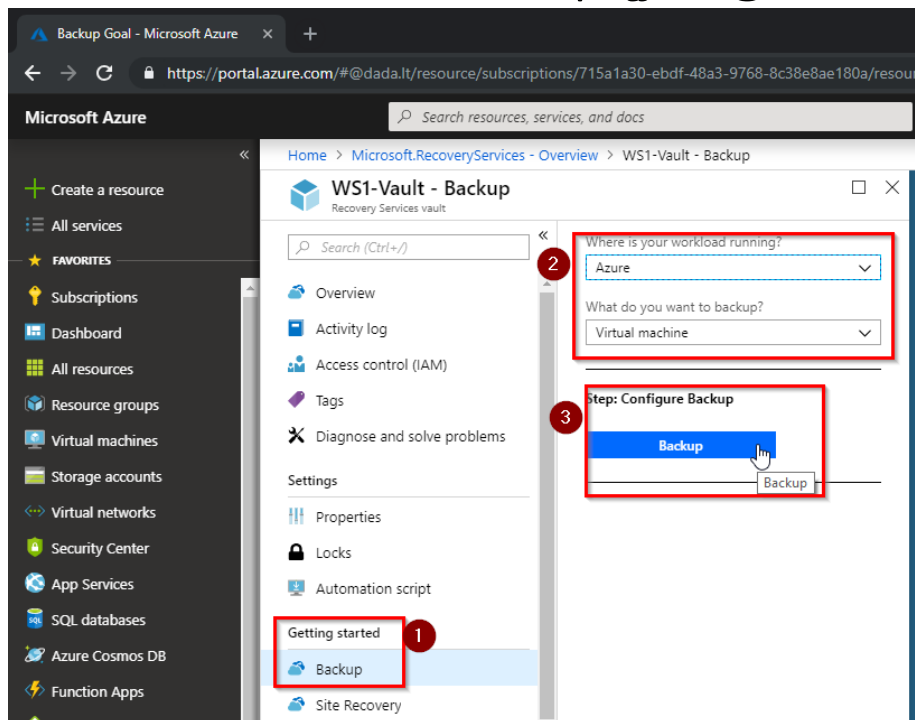 Backup Goal - Microsoft Azure
https://portal.azure.com/#@dada.lt/resource/subscriptions/715a1a30-ebdf-48a3-9768-8c38e8ae180a/resour
Microsoft Azure
Search resources, services, and docs
Create a resource
All services
FAVORITES
Subscriptions
Dashboard
All resources
Resource groups
Virtual machines
Storage accounts
Virtual networks
Security Center
App Services
SQL databases
Azure Cosmos DB
Function Apps
Home > Microsoft.RecoveryServices - Overview > WS1-Vault - Backup
WS1-Vault - Backup
Recovery Services vault
Search (Ctrl+/)
Overview
Activity log
Access control (IAM)
Tags
Diagnose and solve problems
Settings
Properties
Locks
Automation script
Getting started
1
Backup
Site Recovery
2
Where is your workload running?
Azure
What do you want to backup?
Virtual machine
3
Step: Configure Backup
Backup
Backup